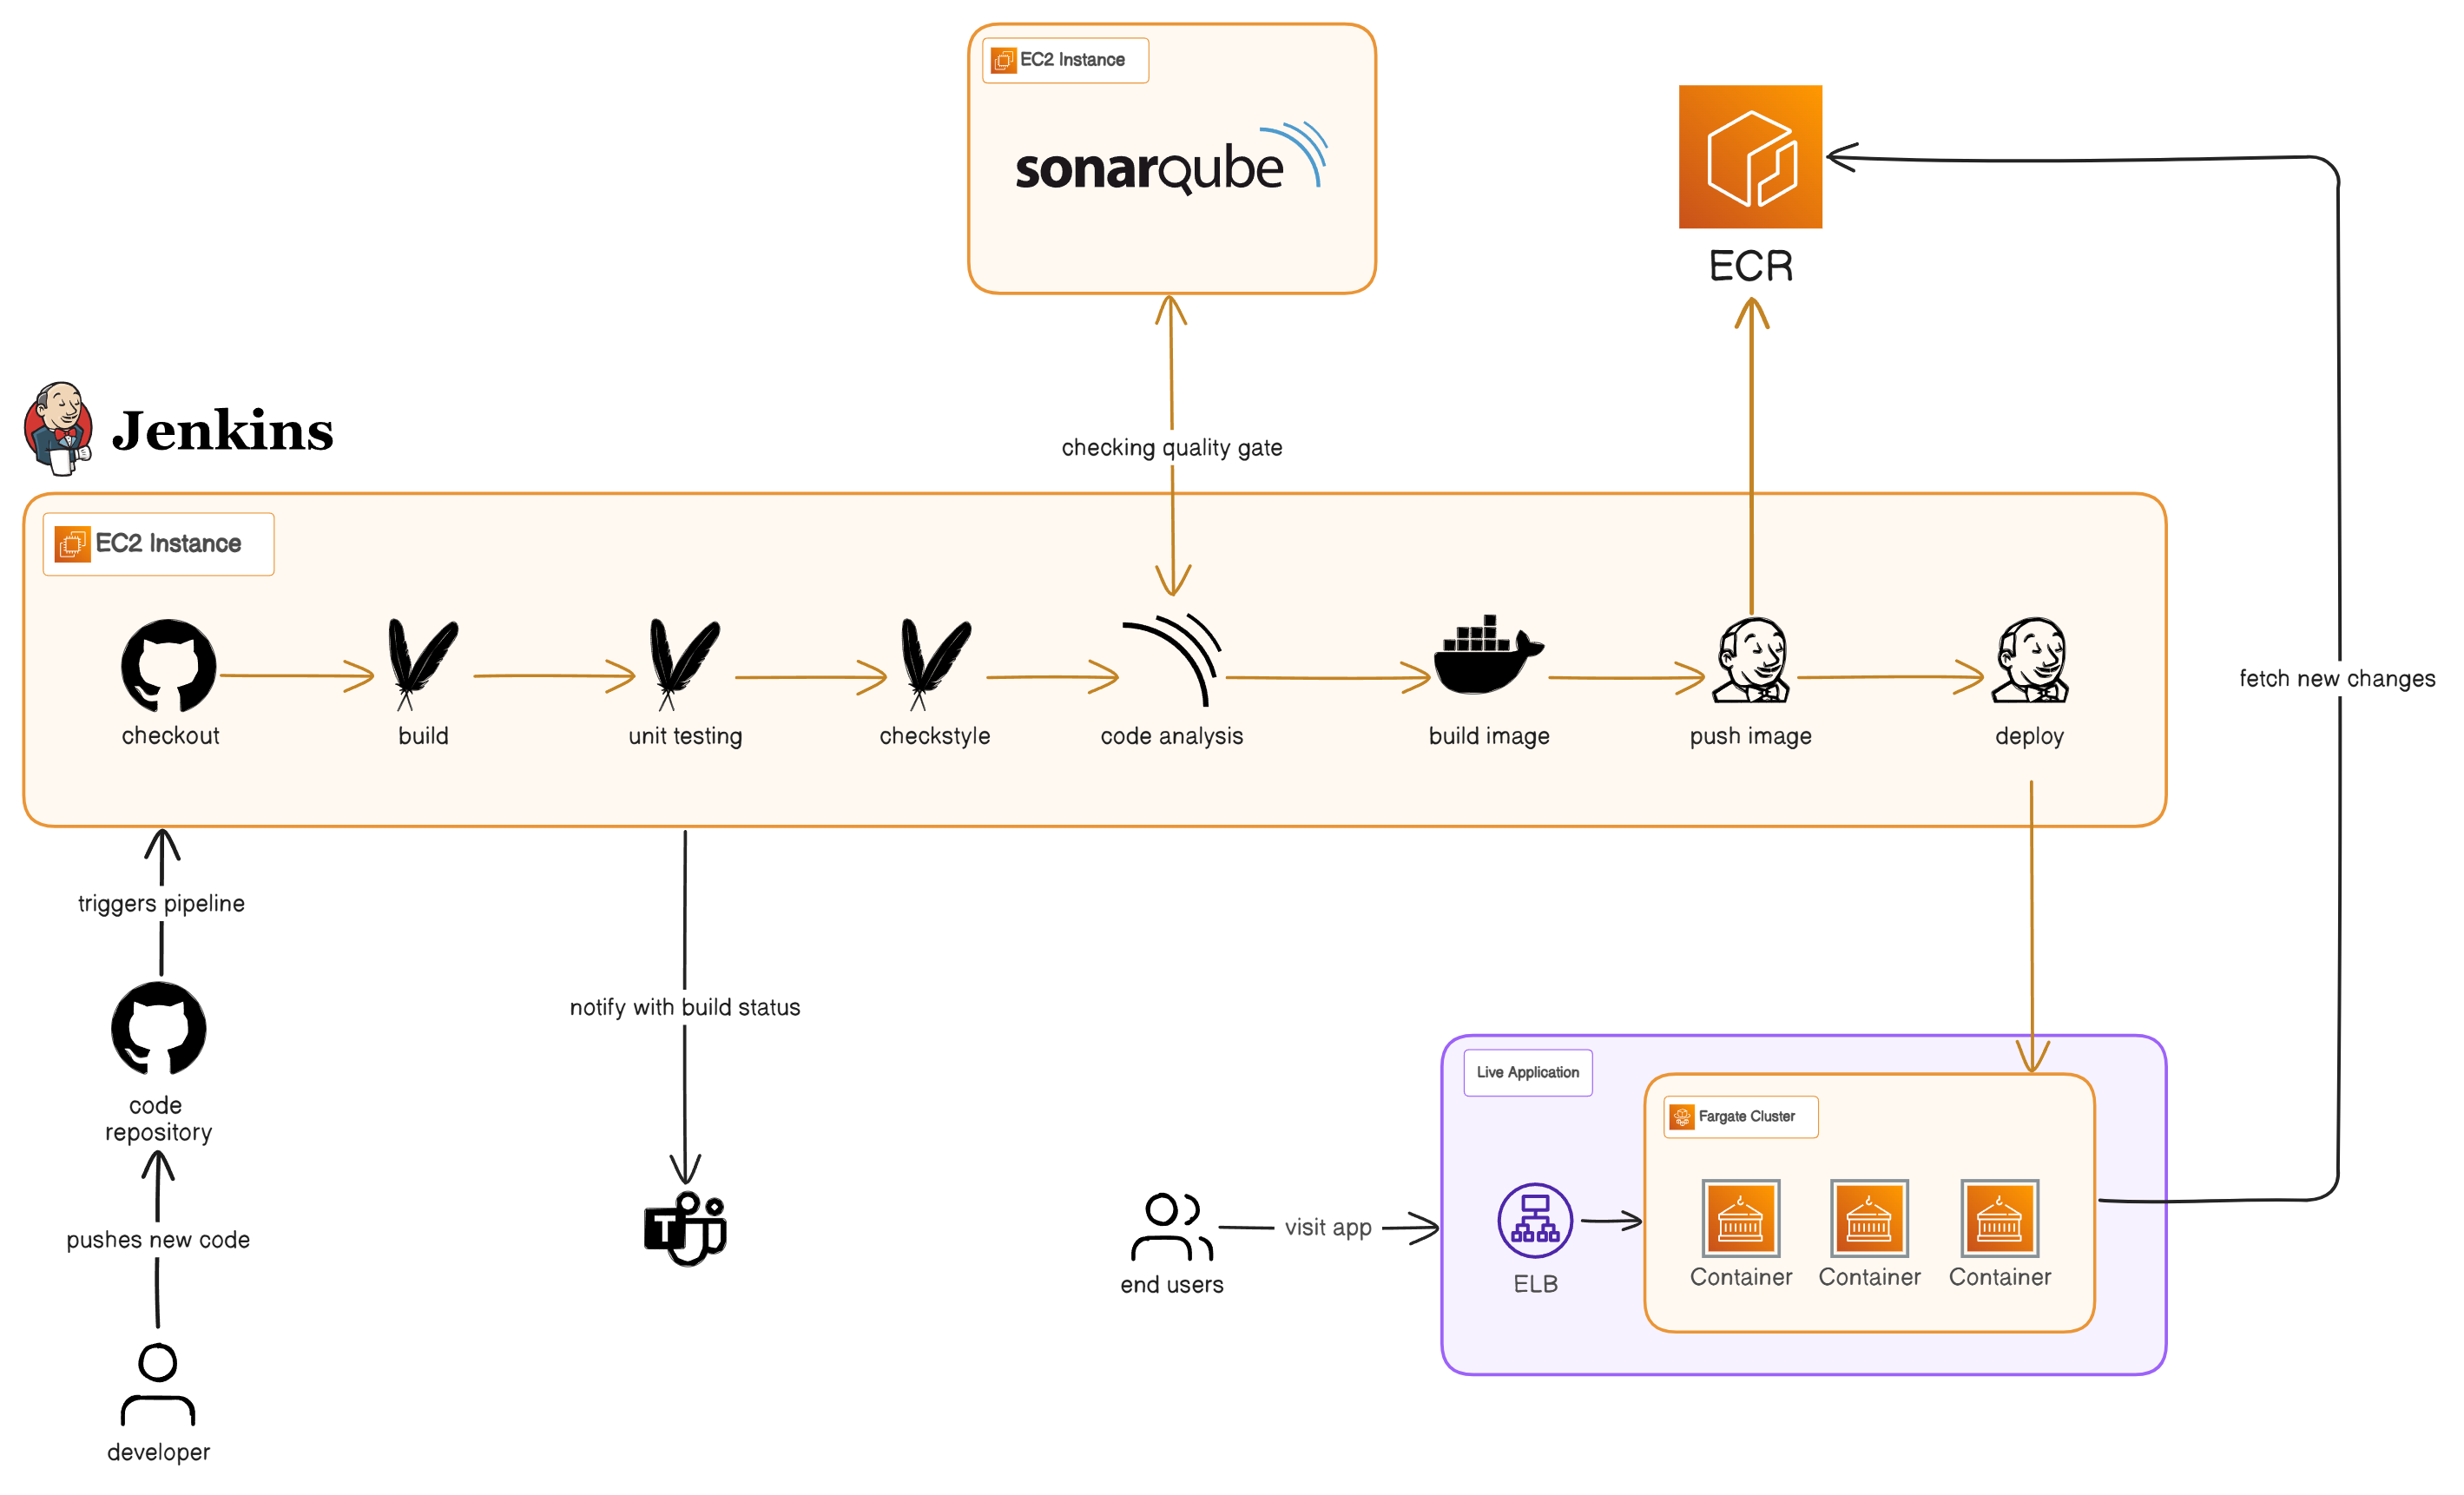 EC2 Instance
sonarqube
ECR
checking quality gate
Jenkins
EC2 Instance
checkout
build
unit testing
checkstyle
code analysis
build image
push image
deploy
fetch new changes
triggers pipeline
code
repository
pushes new code
developer
notify with build status
T
end users
visit app
Live Application
ELB
Fargate Cluster
Container
Container
Container